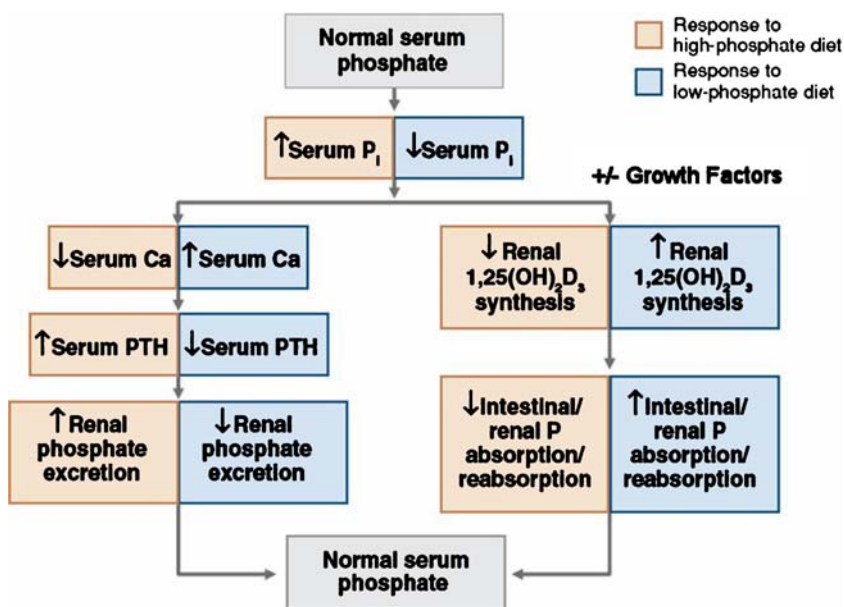 Normal serum
phosphate
Response to
high-phosphate diet
Response to
low-phosphate diet
↑Serum Pᵢ
↓Serum Pᵢ
+/- Growth Factors
↓Serum Ca
↑Serum Ca
↓ Renal
1,25(OH)₂D₃
synthesis
↑ Renal
1,25(OH)₂D₃
synthesis
↑Serum PTH
↓Serum PTH
↑Renal
phosphate
excretion
↓Renal
phosphate
excretion
↓Intestinal/
renal P
absorption/
reabsorption
↑Intestinal/
renal P
absorption/
reabsorption
Normal serum
phosphate